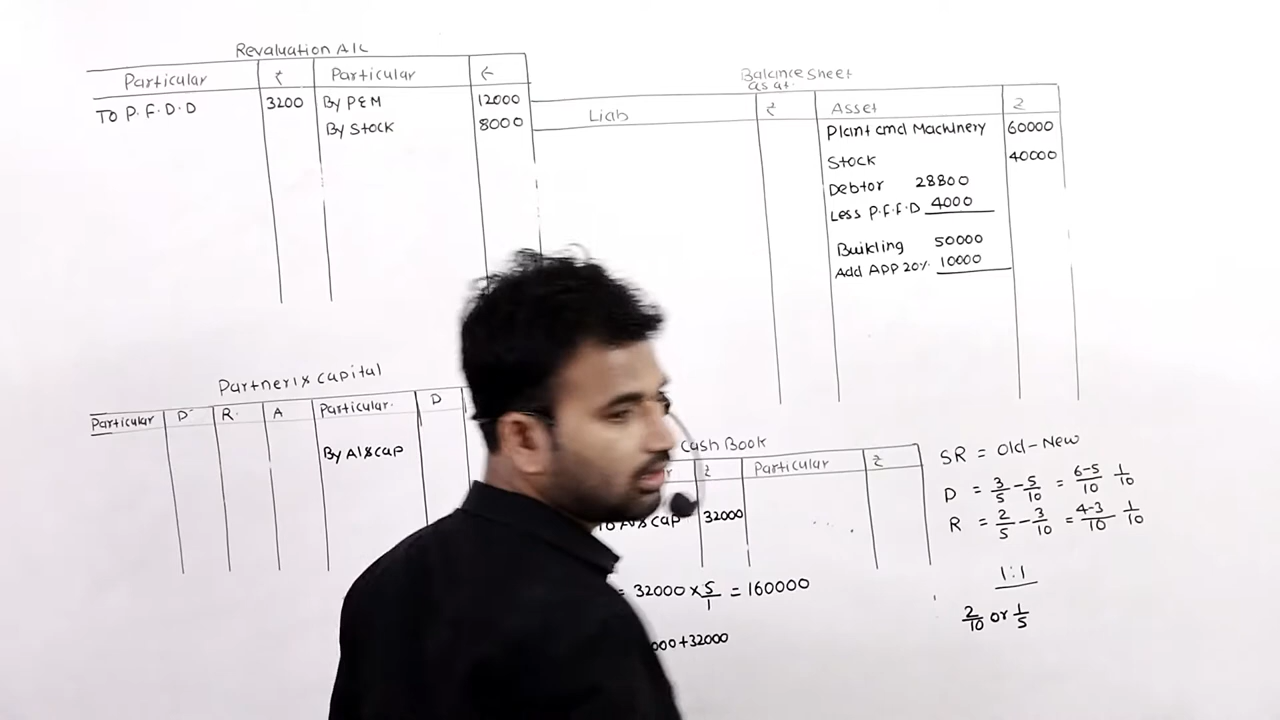 Revaluation A/C
Particular ₹ Particular ₹
To P.F.D.D 3200 By P&M 12000
By Stock 8000
Balance Sheet
as at
Liab ₹ Asset ₹
Plant and Machinery 60000
Stock 40000
Debtor 28800
Less P.F.F.D 4000
Building 50000
Add APP 20% 10000
Partner's capital
Particular D R A Particular D
By A's cap
Cash Book
₹ Particular ₹
cap 32000
= 32000 × 5/1 = 160000
000+32000
SR = Old-New
D = 3/5 - 5/10 = 6-5/10 1/10
R = 2/5 - 3/10 = 4-3/10 1/10
1:1
2/10 or 1/5